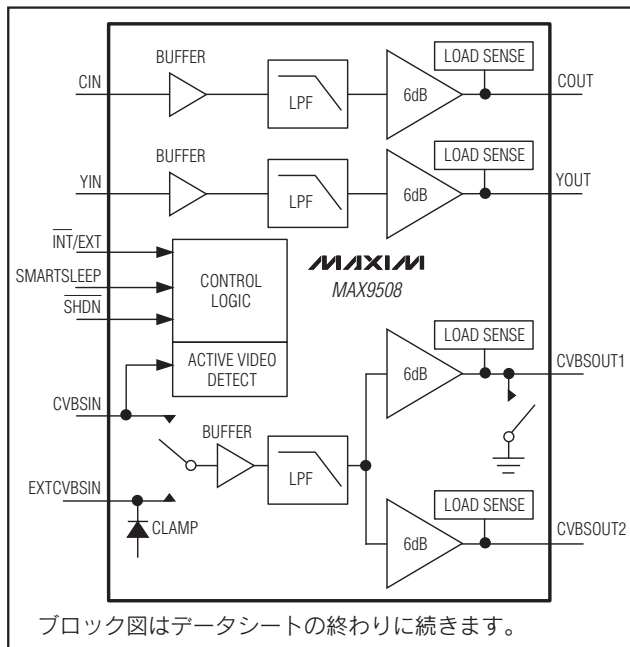 LOAD SENSE
BUFFER
CIN
LPF
6dB
COUT
LOAD SENSE
BUFFER
YIN
LPF
6dB
YOUT
INT/EXT
SMARTSLEEP
SHDN
CONTROL
LOGIC
MAXIM
MAX9508
ACTIVE VIDEO
DETECT
LOAD SENSE
6dB
CVBSOUT1
CVBSIN
BUFFER
LPF
EXTCVBSIN
CLAMP
LOAD SENSE
6dB
CVBSOUT2
ブロック図はデータシートの終わりに続きます。